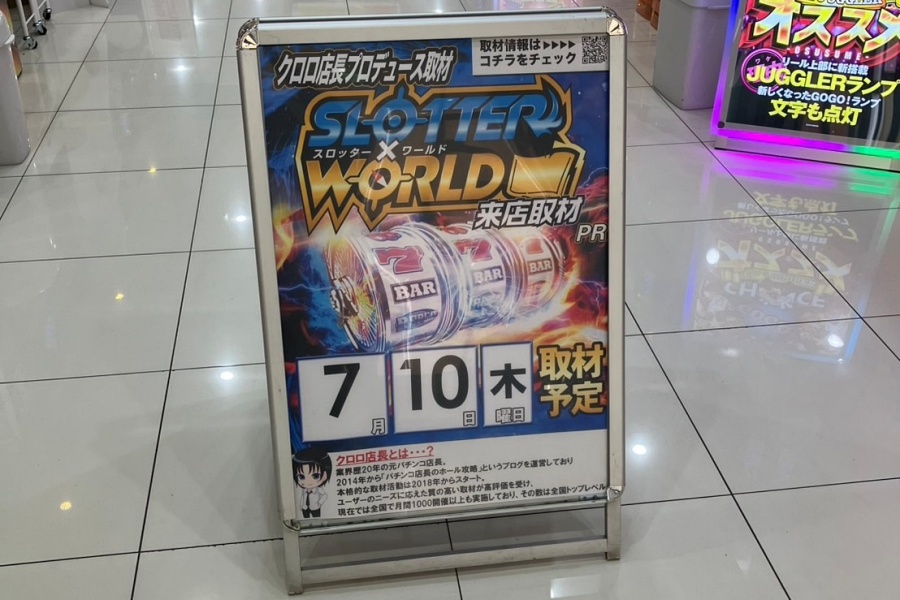 クロロ店長プロデュース取材
取材情報は▶▶▶▶
コチラをチェック
SLOTTER
スロッター×ワールド
WORLD
来店取材
PR
7
BAR
7
BAR
7
BAR
7月
10日
木曜日
取材
予定
クロロ店長とは・・・?
業界歴20年の元パチンコ店長。
2014年から「パチンコ店長のホール攻略」というブログを運営しており
本格的な取材活動は2018年からスタート。
ユーザーのニーズに応えた質の高い取材が高評価を受け、
現在では全国で月間1000開催以上も実施しており、その数は全国トップレベル
オススメ
OSUSUME
リール上部に新搭載
JUGGLERランプ
新しくなったGOGO!ランプ
文字も点灯